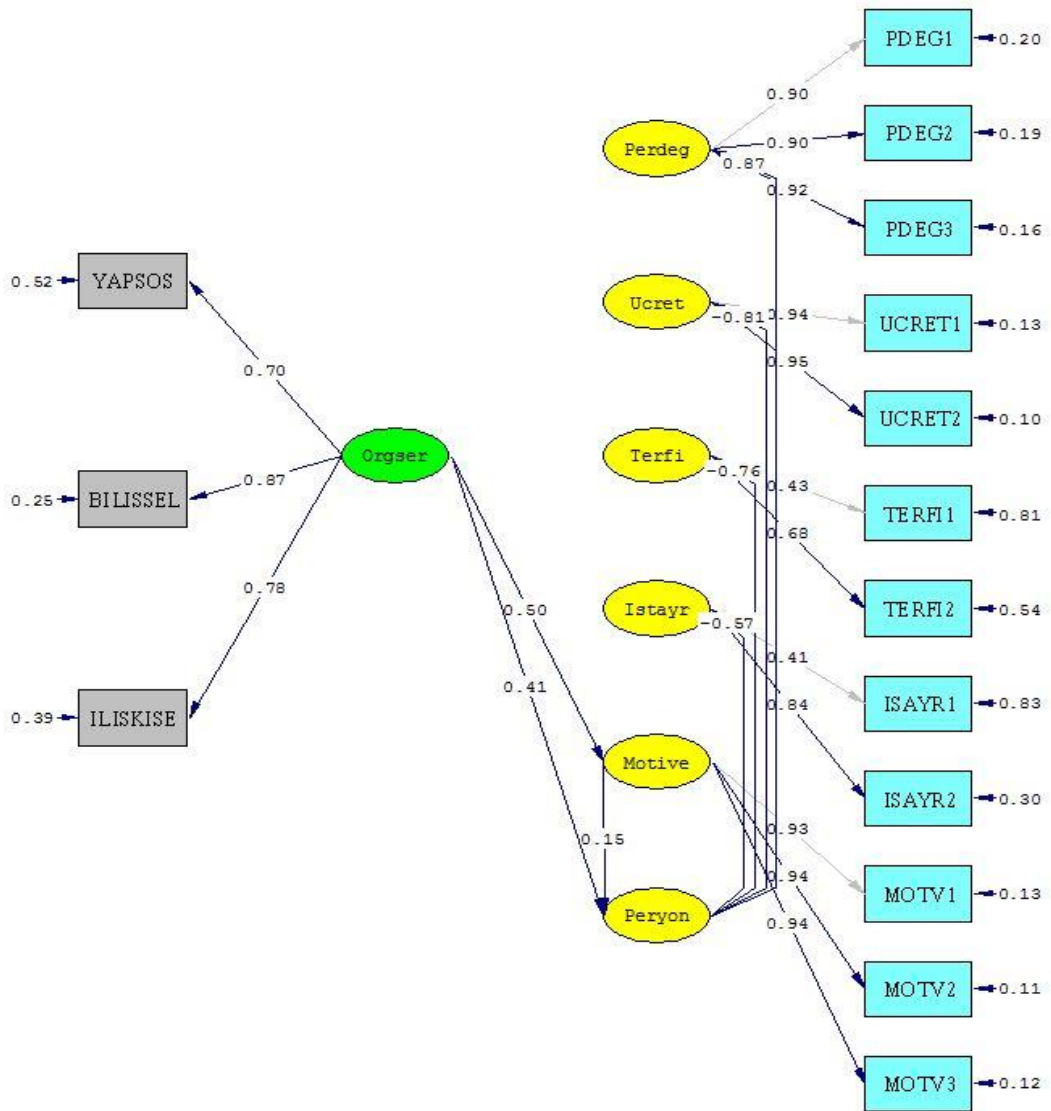 PDEG1
0.20
0.90
PDEG2
0.19
Perdeg
0.90
0.87
0.92
PDEG3
0.16
YAPSOS
0.52
Ucret
0.94
-0.81
UCRET1
0.13
0.95
0.70
UCRET2
0.10
Orgser
Terfi
-0.76
0.43
0.87
BILISSEL
0.25
TERFI1
0.81
0.68
0.78
0.50
Istayr
-0.57
TERFI2
0.54
0.41
0.41
ILISKISE
0.39
0.84
ISAYR1
0.83
Motive
ISAYR2
0.30
0.93
0.15
0.94
MOTV1
0.13
Peryon
0.94
MOTV2
0.11
MOTV3
0.12